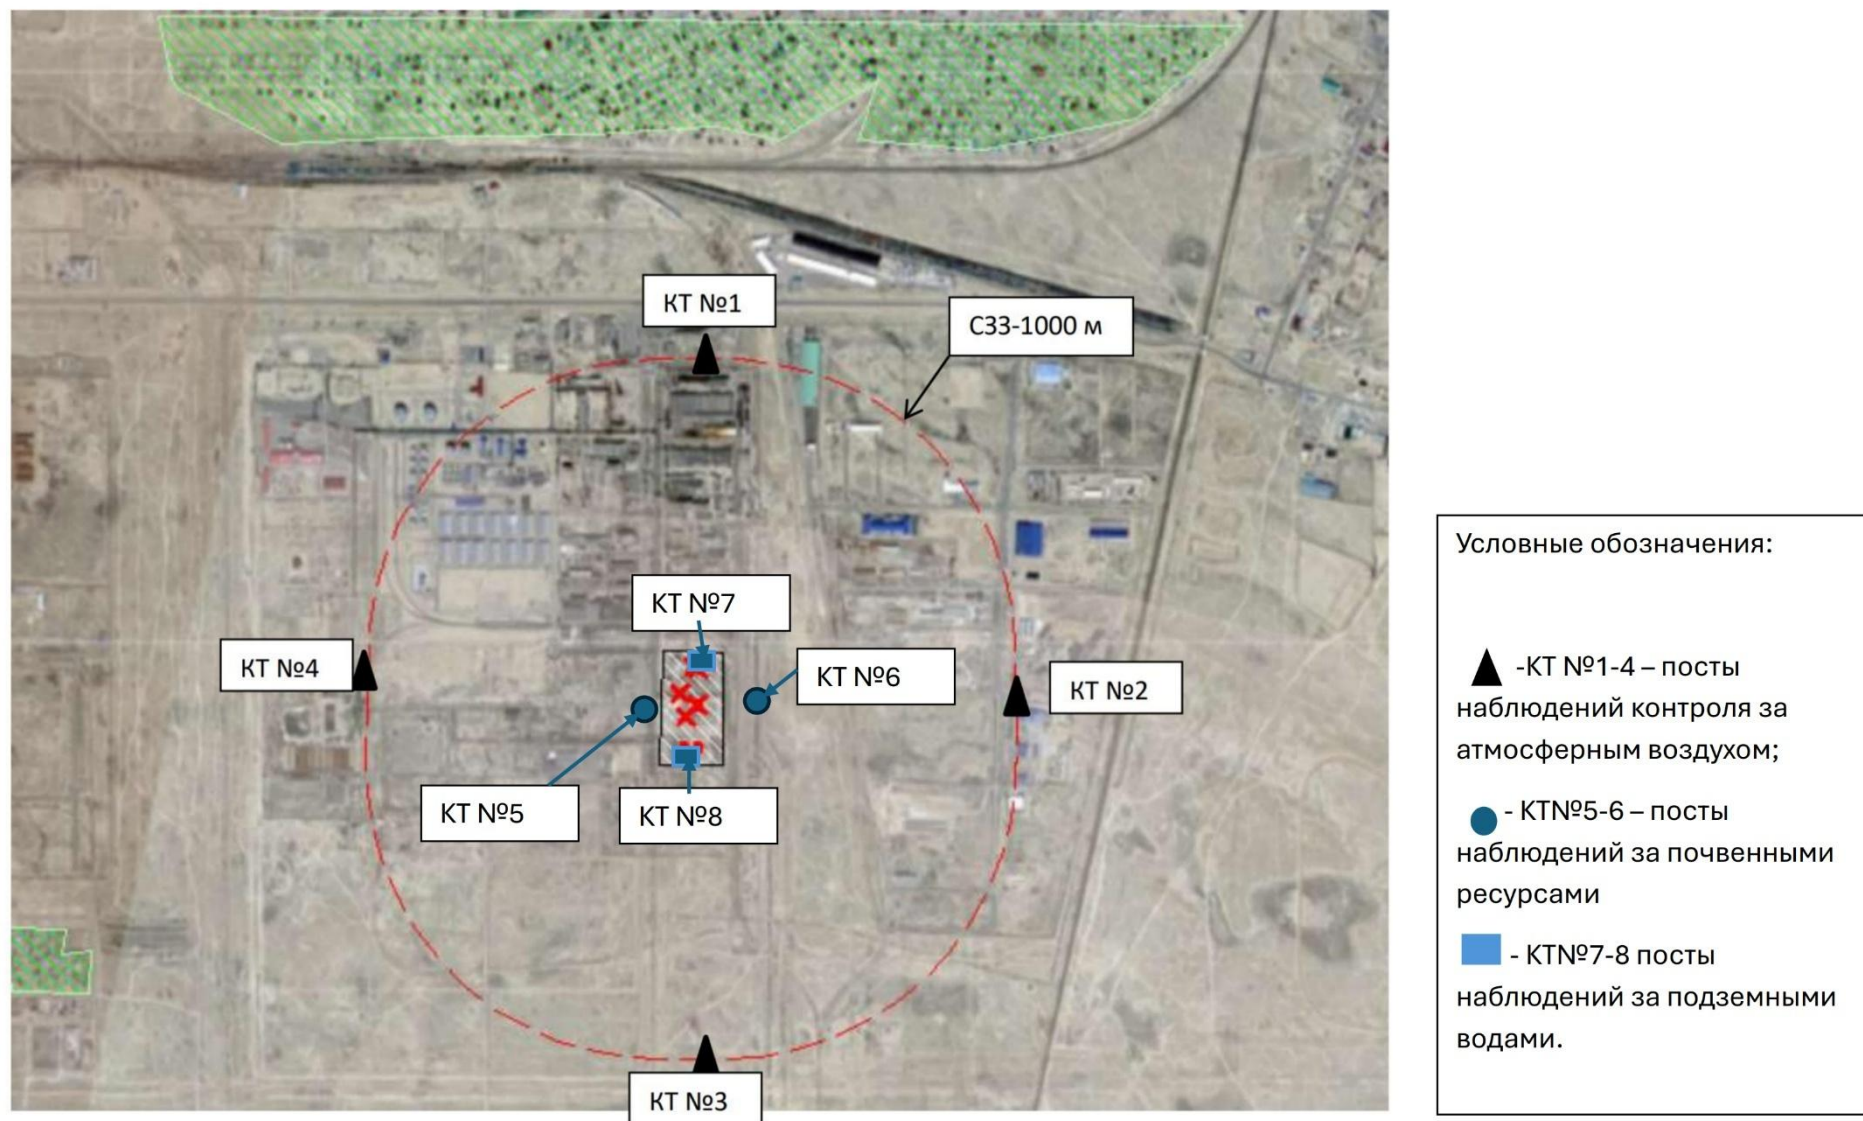 КТ №1
СЗЗ-1000 м
КТ №7
КТ №4
КТ №6
КТ №2
КТ №5
КТ №8
КТ №3
Условные обозначения:
-КТ №1-4 – посты
наблюдений контроля за
атмосферным воздухом;
- КТ№5-6 – посты
наблюдений за почвенными
ресурсами
- КТ№7-8 посты
наблюдений за подземными
водами.